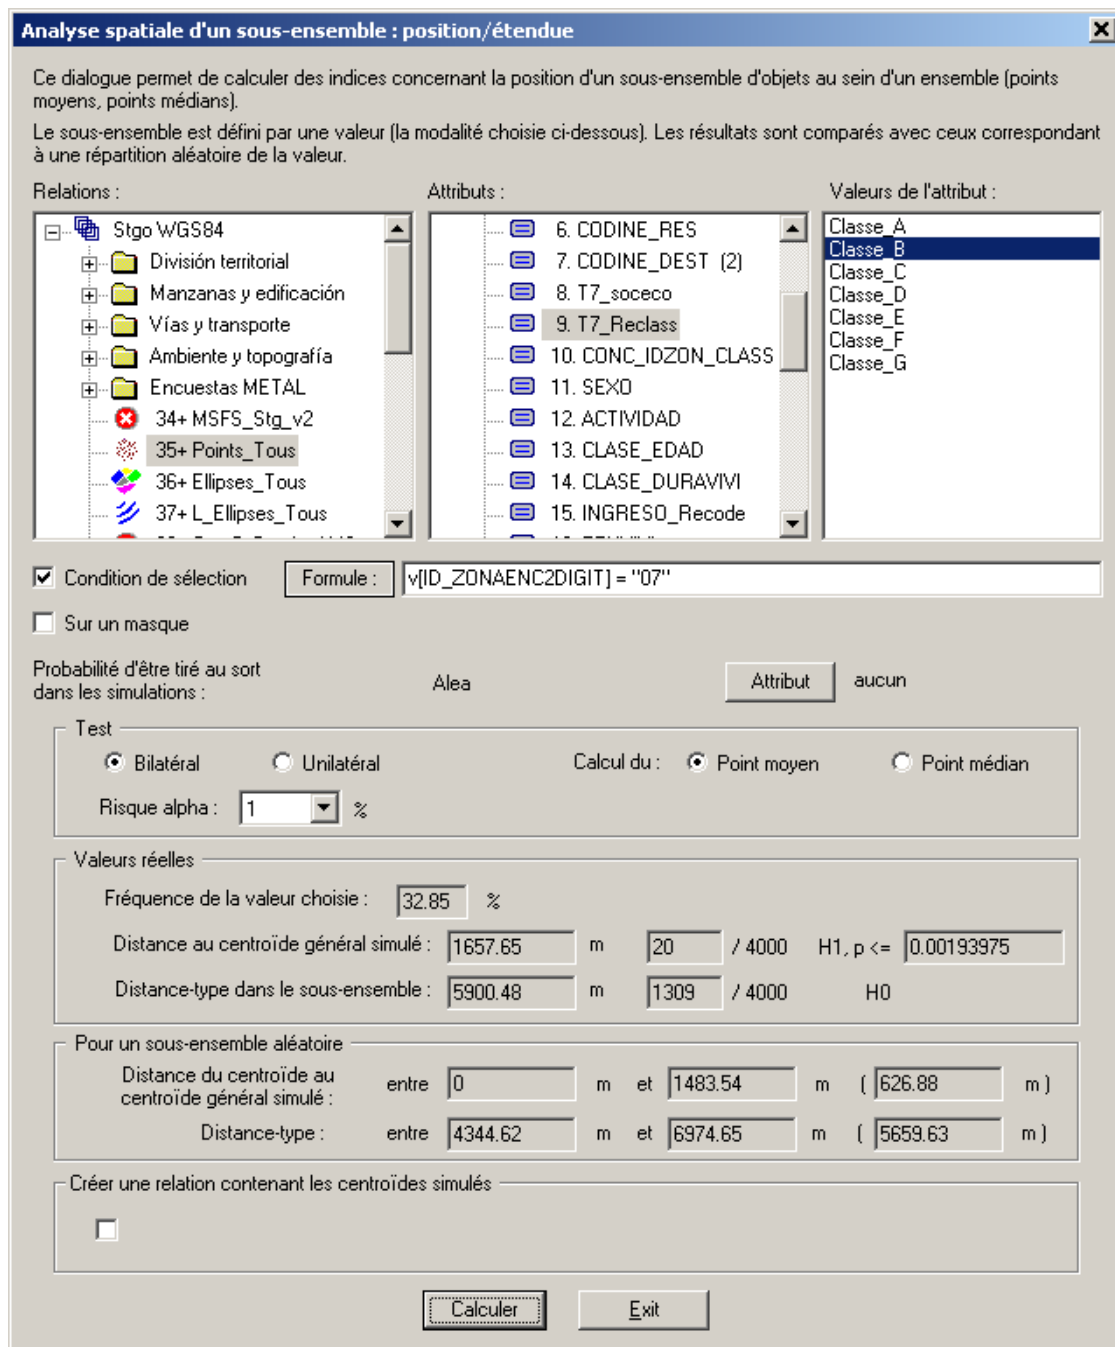 Analyse spatiale d'un sous-ensemble : position/étendue
Ce dialogue permet de calculer des indices concernant la position d'un sous-ensemble d'objets au sein d'un ensemble (points
moyens, points médians).
Le sous-ensemble est défini par une valeur (la modalité choisie ci-dessous). Les résultats sont comparés avec ceux correspondant
à une répartition aléatoire de la valeur.
Relations :
Stgo WGS84
División territorial
Manzanas y edificación
Vías y transporte
Ambiente y topografía
Encuestas METAL
34+ MSFS_Stg_v2
35+ Points_Tous
36+ Ellipses_Tous
37+ L_Ellipses_Tous
Attributs :
6. CODINE_RES
7. CODINE_DEST (2)
8. T7_soceco
9. T7_Reclass
10. CONC_IDZON_CLASS
11. SEXO
12. ACTIVIDAD
13. CLASE_EDAD
14. CLASE_DURAVIVI
15. INGRESO_Recode
Valeurs de l'attribut :
Classe_A
Classe_B
Classe_C
Classe_D
Classe_E
Classe_F
Classe_G
Condition de sélection Formule : v[ID_ZONAENC2DIGIT] = "07"
Sur un masque
Probabilité d'être tiré au sort
dans les simulations :
Alea Attribut aucun
Test
Bilatéral Unilatéral Calcul du : Point moyen Point médian
Risque alpha : 1 %
Valeurs réelles
Fréquence de la valeur choisie : 32.85 %
Distance au centroïde général simulé : 1657.65 m 20 / 4000 H1, p <= 0.00193975
Distance-type dans le sous-ensemble : 5900.48 m 1309 / 4000 H0
Pour un sous-ensemble aléatoire
Distance du centroïde au
centroïde général simulé :
entre 0 m et 1483.54 m ( 626.88 m )
Distance-type : entre 4344.62 m et 6974.65 m ( 5659.63 m )
Créer une relation contenant les centroïdes simulés
Calculer Exit